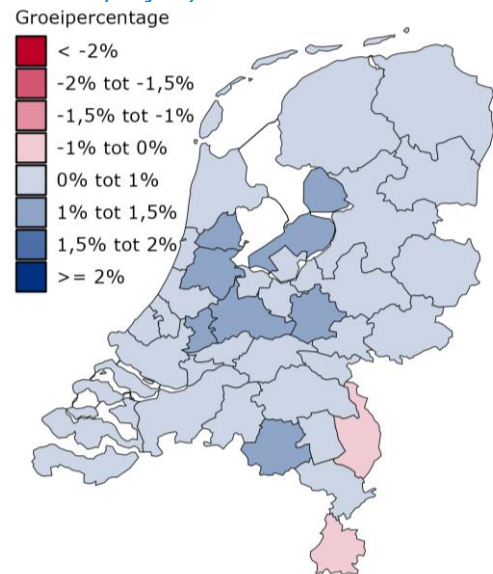 Groeipercentage
< -2%
-2% tot -1,5%
-1,5% tot -1%
-1% tot 0%
0% tot 1%
1% tot 1,5%
1,5% tot 2%
>= 2%